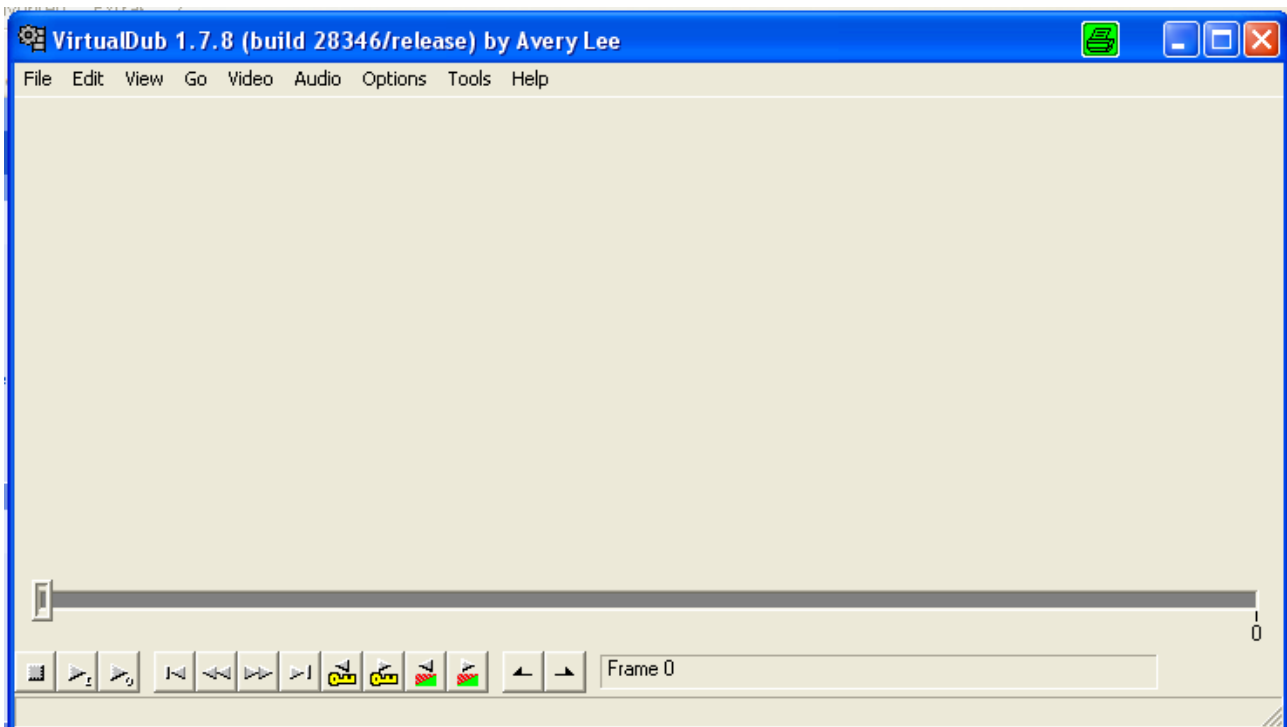 VirtualDub 1.7.8 (build 28346/release) by Avery Lee
File Edit View Go Video Audio Options Tools Help
0
Frame 0